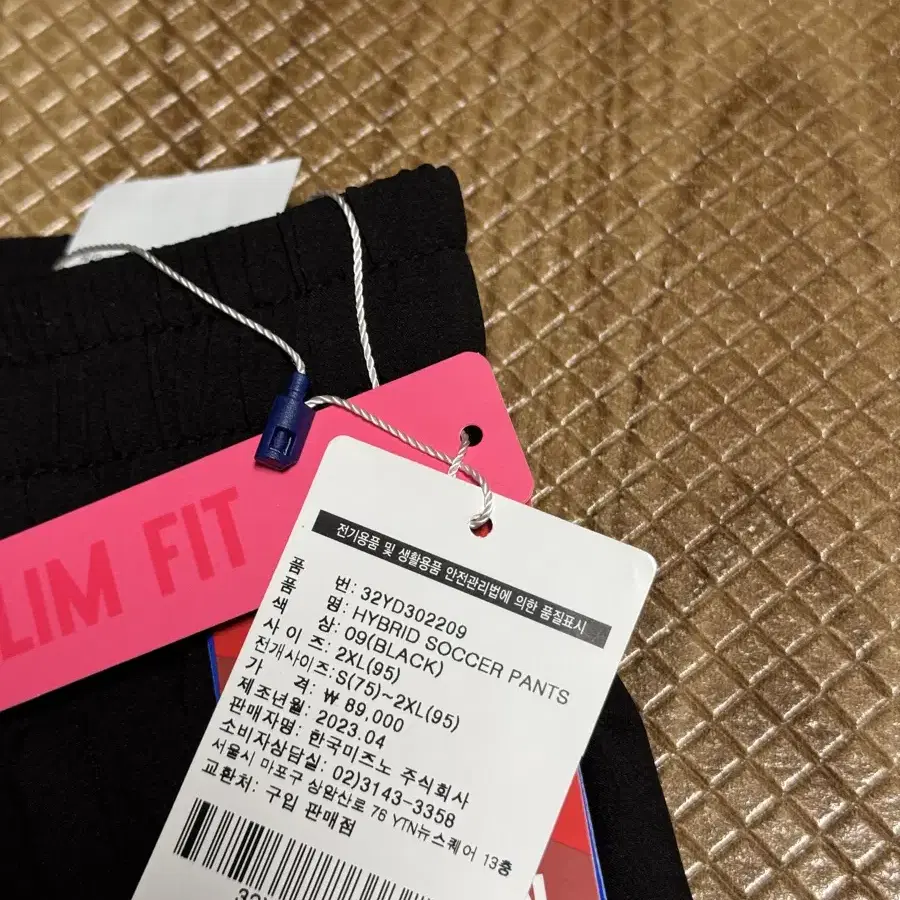 LIM FIT
전기용품 및 생활용품 안전관리법에 의한 품질표시
품 번: 32YD302209
품 명: HYBRID SOCCER PANTS
색 상: 09(BLACK)
사 이 즈: 2XL(95)
전개사이즈:S(75)~2XL(95)
가 격: ₩ 89,000
제조년월: 2023.04
판매자명: 한국미즈노 주식회사
소비자상담실: 02)3143-3358
서울시 마포구 상암산로 76 YTN뉴스퀘어 13층
교환처: 구입 판매점